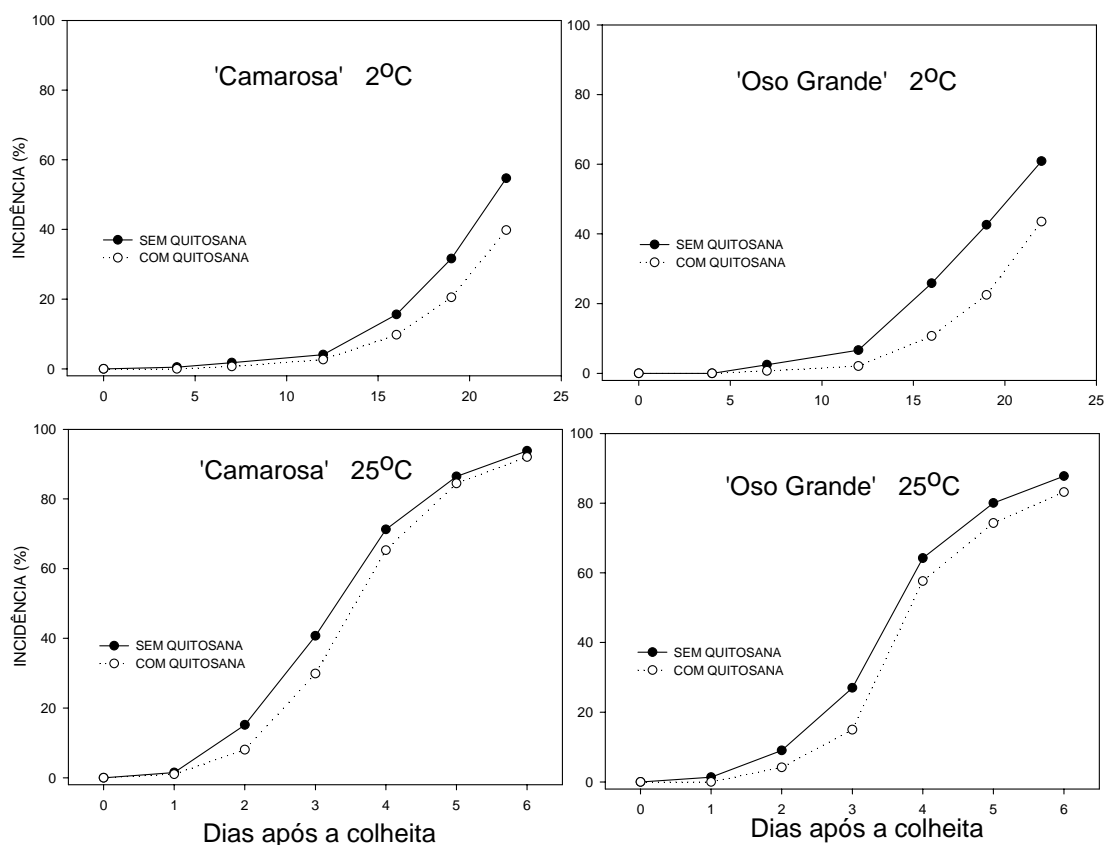 'Camarosa' 2ºC
INCIDÊNCIA (%)
100
80
60
40
20
0
SEM QUITOSANA
COM QUITOSANA
0 5 10 15 20 25
'Oso Grande' 2ºC
100
80
60
40
20
0
SEM QUITOSANA
COM QUITOSANA
0 5 10 15 20 25
'Camarosa' 25ºC
INCIDÊNCIA (%)
100
80
60
40
20
0
SEM QUITOSANA
COM QUITOSANA
0 1 2 3 4 5 6
Dias após a colheita
'Oso Grande' 25ºC
100
80
60
40
20
0
SEM QUITOSANA
COM QUITOSANA
0 1 2 3 4 5 6
Dias após a colheita